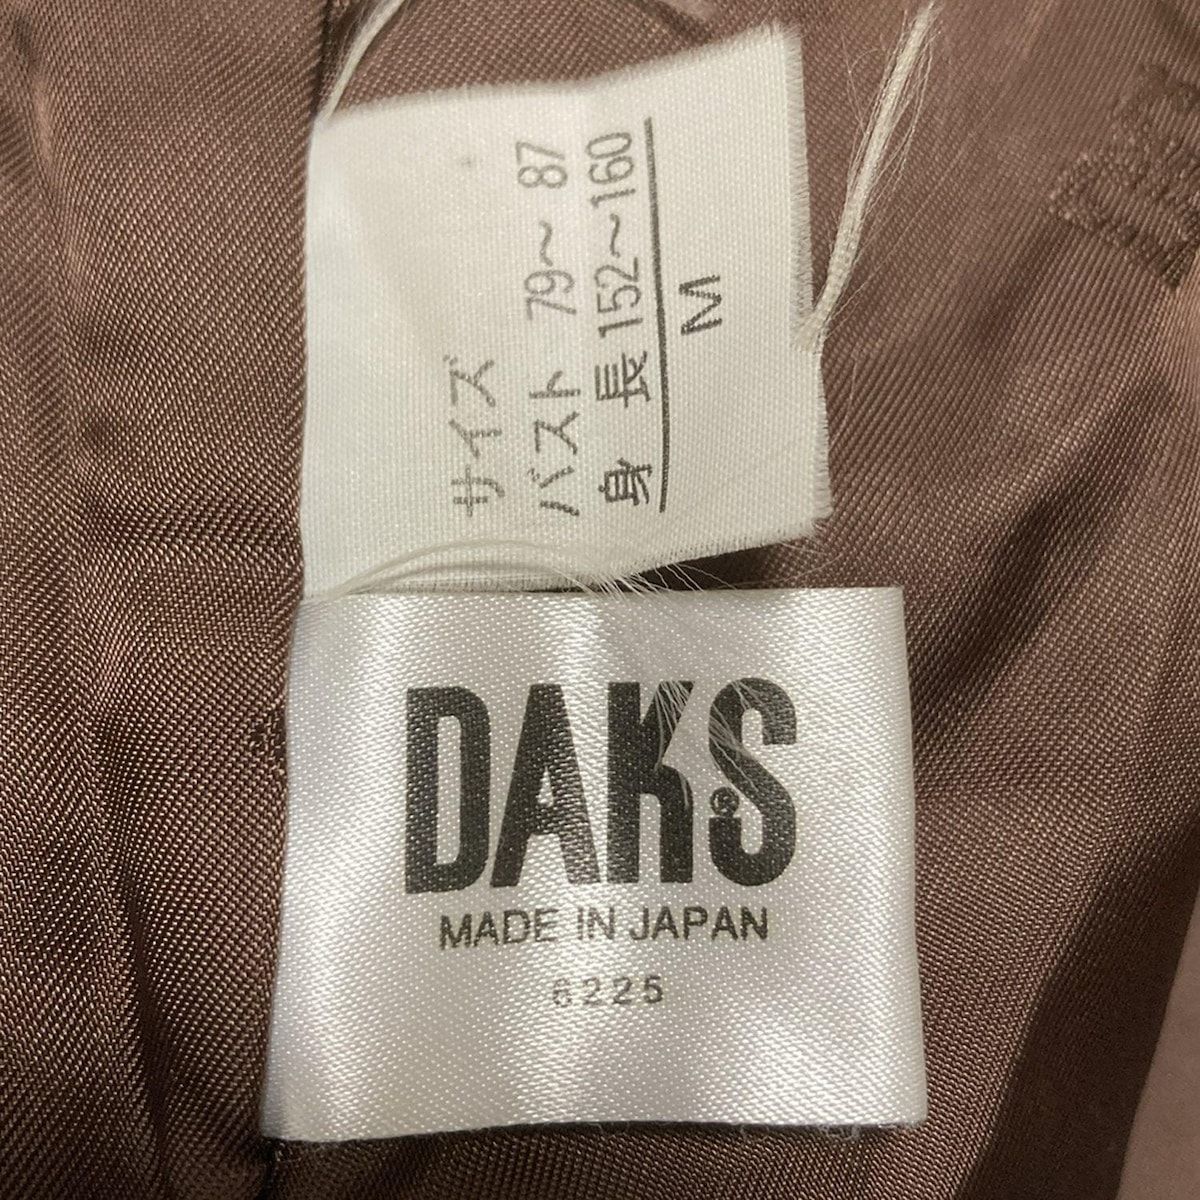 サイズ
バスト 79～ 87
身 長 152～160
M
DAKS®
MADE IN JAPAN
6225